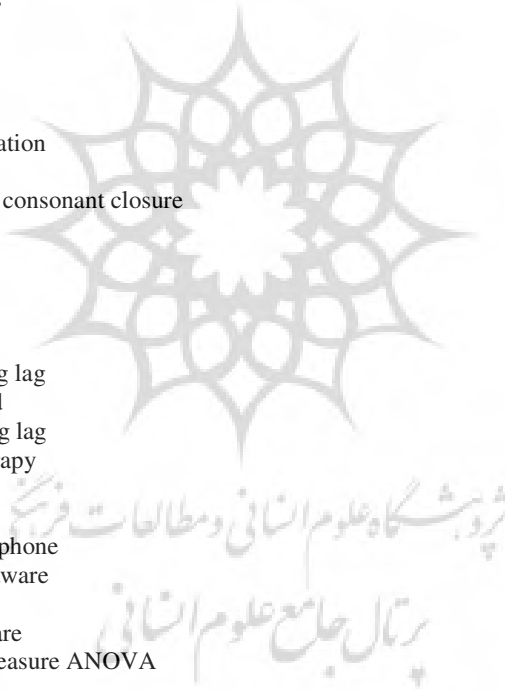 ation
consonant closure
g lag
l
g lag
rapy
پژوهشگاه علوم انسانی و مطالعات فرهنگی
phone
ware
پرتال جامع علوم انسانی
are
easure ANOVA